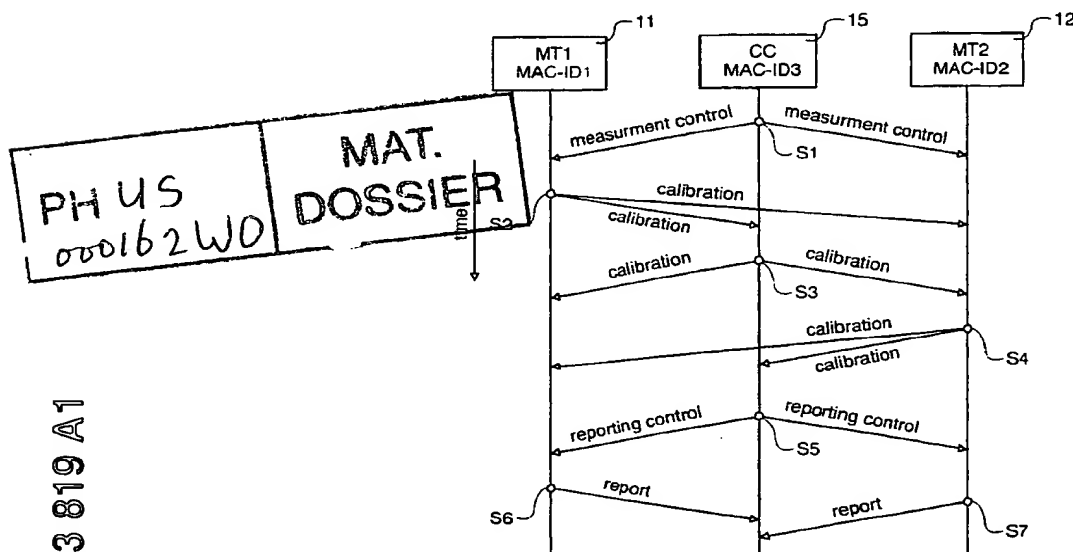 11
15
12
MT1
MAC-ID1
CC
MAC-ID3
MT2
MAC-ID2
measurment control
measurment control
S1
PH US
000162WO
MAT.
DOSSIER
time
S2
calibration
calibration
calibration
calibration
S3
calibration
calibration
S4
reporting control
reporting control
S5
report
report
S6
S7
3 819 A1